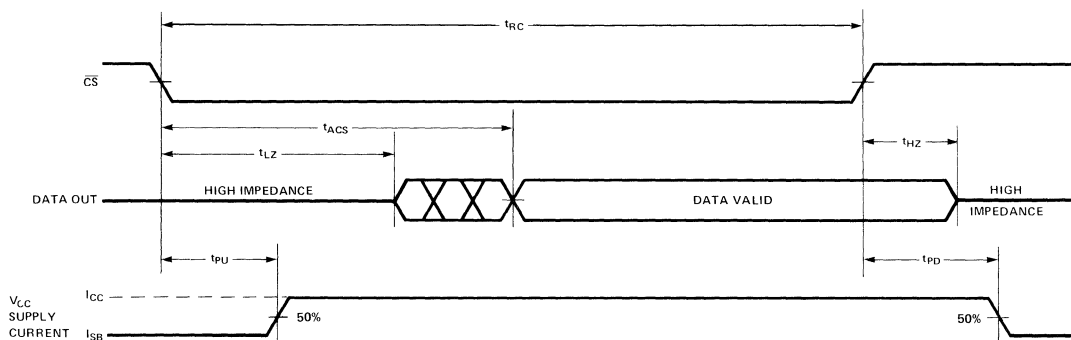 tRC
CS
tACS
tLZ
tHZ
DATA OUT
HIGH IMPEDANCE
DATA VALID
HIGH
IMPEDANCE
tPU
tPD
VCC
SUPPLY
CURRENT
ICC
ISB
50%
50%